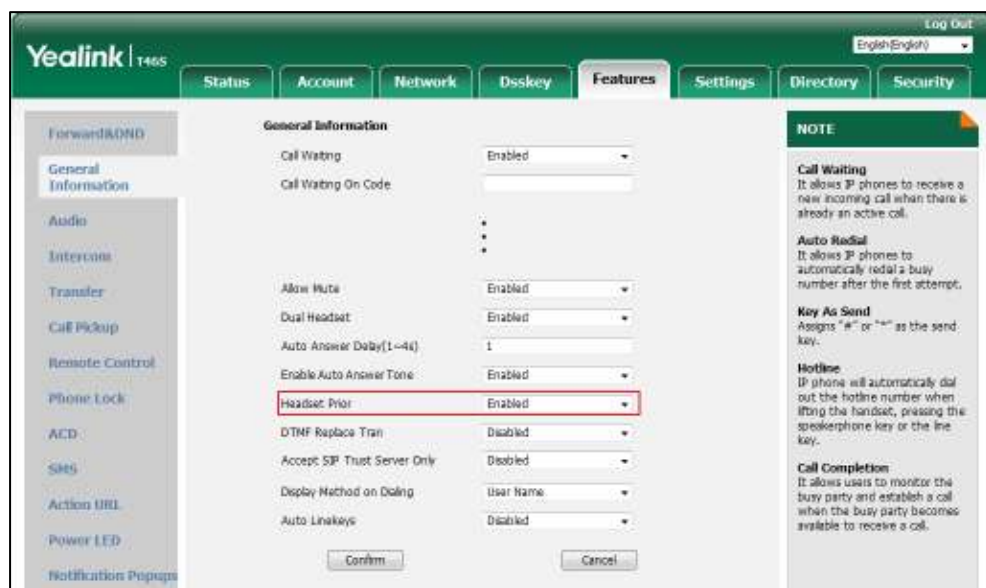 Log Out
Yealink T46S
English(English)
Status Account Network Dsskey Features Settings Directory Security
Forward&DND
General
Information
Audio
Intercom
Transfer
Call Pickup
Remote Control
Phone Lock
ACD
SMS
Action URL
Power LED
Notification Popups
General Information
Call Waiting Enabled
Call Waiting On Code
Allow Mute Enabled
Dual Headset Enabled
Auto Answer Delay(1~4s) 1
Enable Auto Answer Tone Enabled
Headset Prior Enabled
DTMF Replace Tran Disabled
Accept SIP Trust Server Only Disabled
Display Method on Dialing User Name
Auto Linekeys Disabled
Confirm Cancel
NOTE
Call Waiting
It allows IP phones to receive a
new incoming call when there is
already an active call.
Auto Redial
It allows IP phones to
automatically redial a busy
number after the first attempt.
Key As Send
Assigns "#" or "*" as the send
key.
Hotline
IP phone will automatically dial
out the hotline number when
lifting the handset, pressing the
speakerphone key or the line
key.
Call Completion
It allows users to monitor the
busy party and establish a call
when the busy party becomes
available to receive a call.